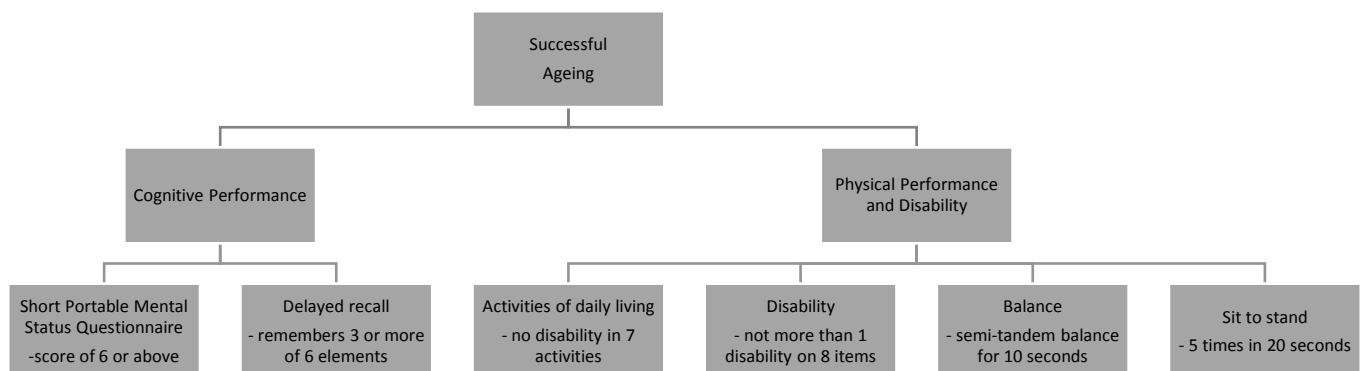 Successful
Ageing
Cognitive Performance
Physical Performance
and Disability
Short Portable Mental
Status Questionnaire
-score of 6 or above
Delayed recall
- remembers 3 or more
of 6 elements
Activities of daily living
- no disability in 7
activities
Disability
- not more than 1
disability on 8 items
Balance
- semi-tandem balance
for 10 seconds
Sit to stand
- 5 times in 20 seconds